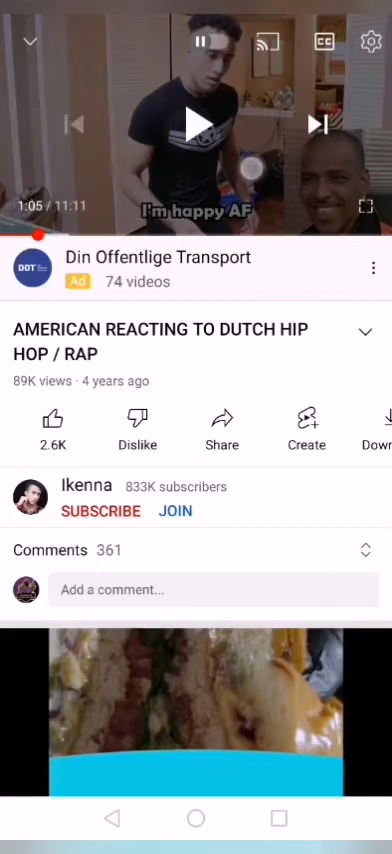 CC
1:05 / 11:11
I'm happy AF
DOT
Din Offentlige Transport
Ad 74 videos
AMERICAN REACTING TO DUTCH HIP
HOP / RAP
89K views · 4 years ago
2.6K Dislike Share Create Down
Ikenna 833K subscribers
SUBSCRIBE JOIN
Comments 361
Add a comment...